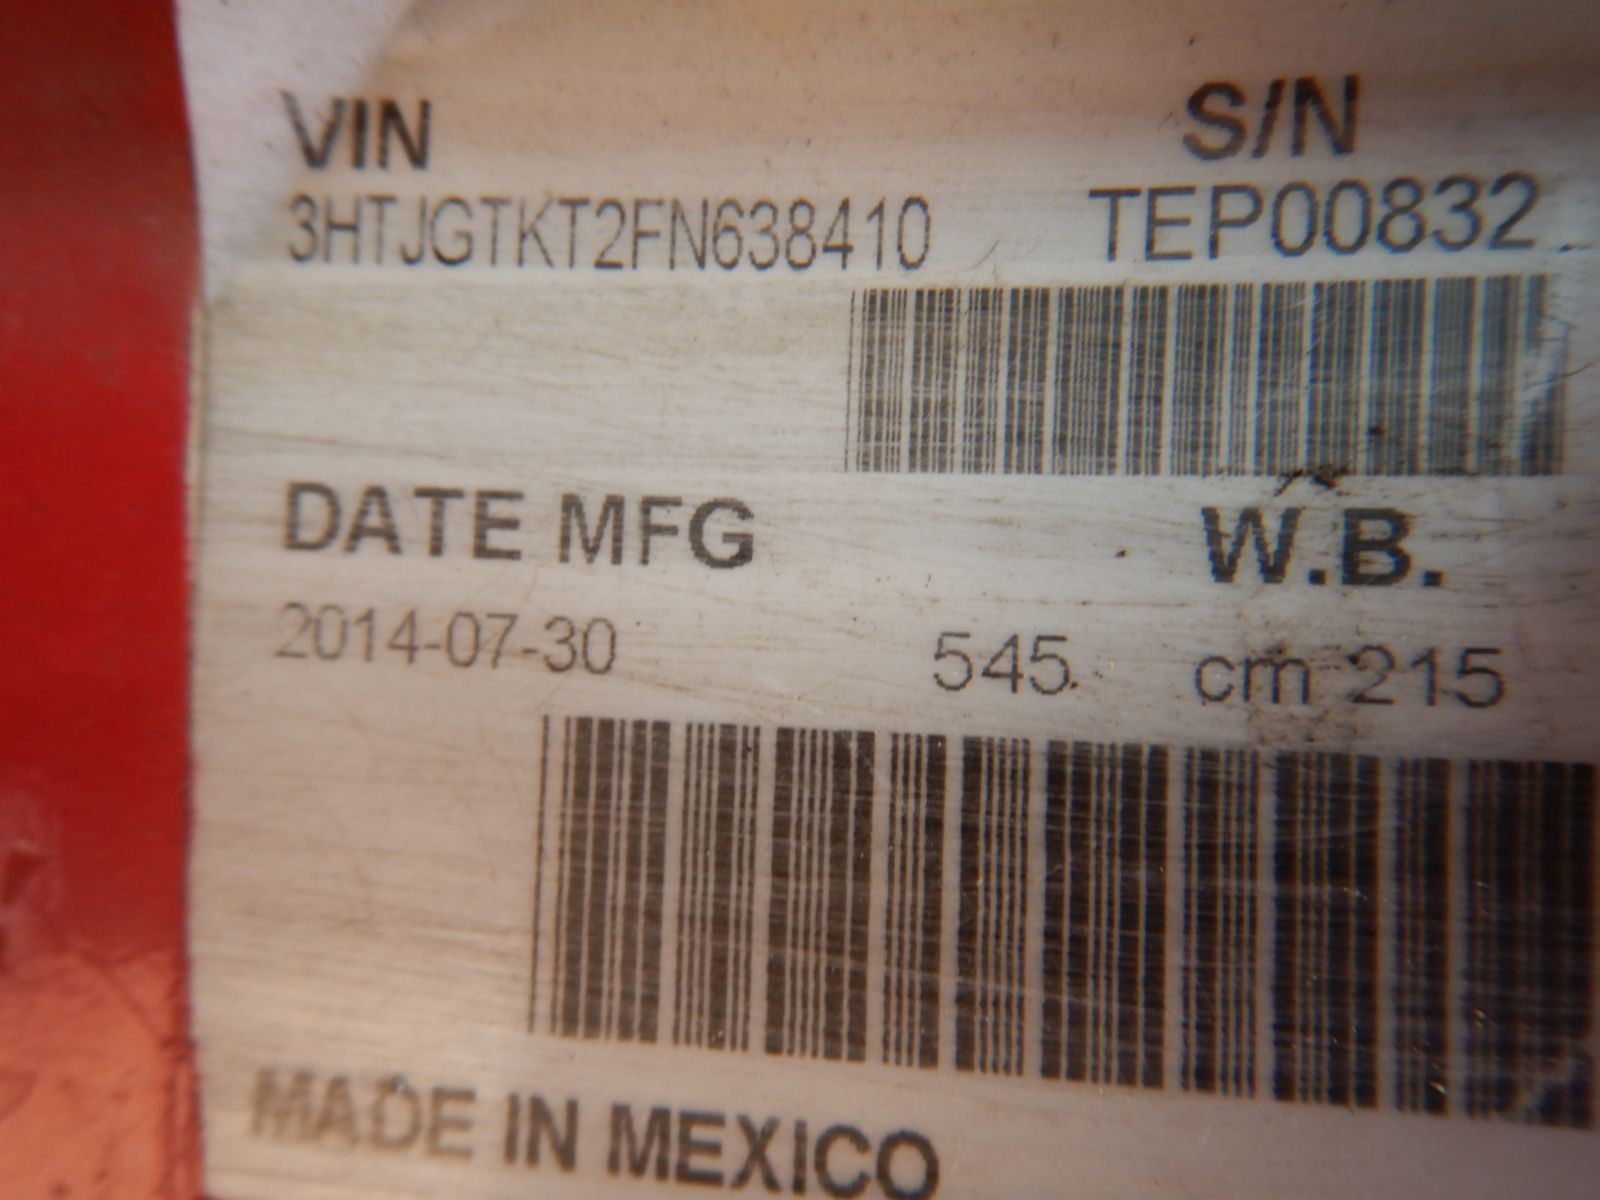 VIN S/N
3HTJGTKT2FN638410 TEP00832
DATE MFG W.B.
2014-07-30 545 cm 215
MADE IN MEXICO